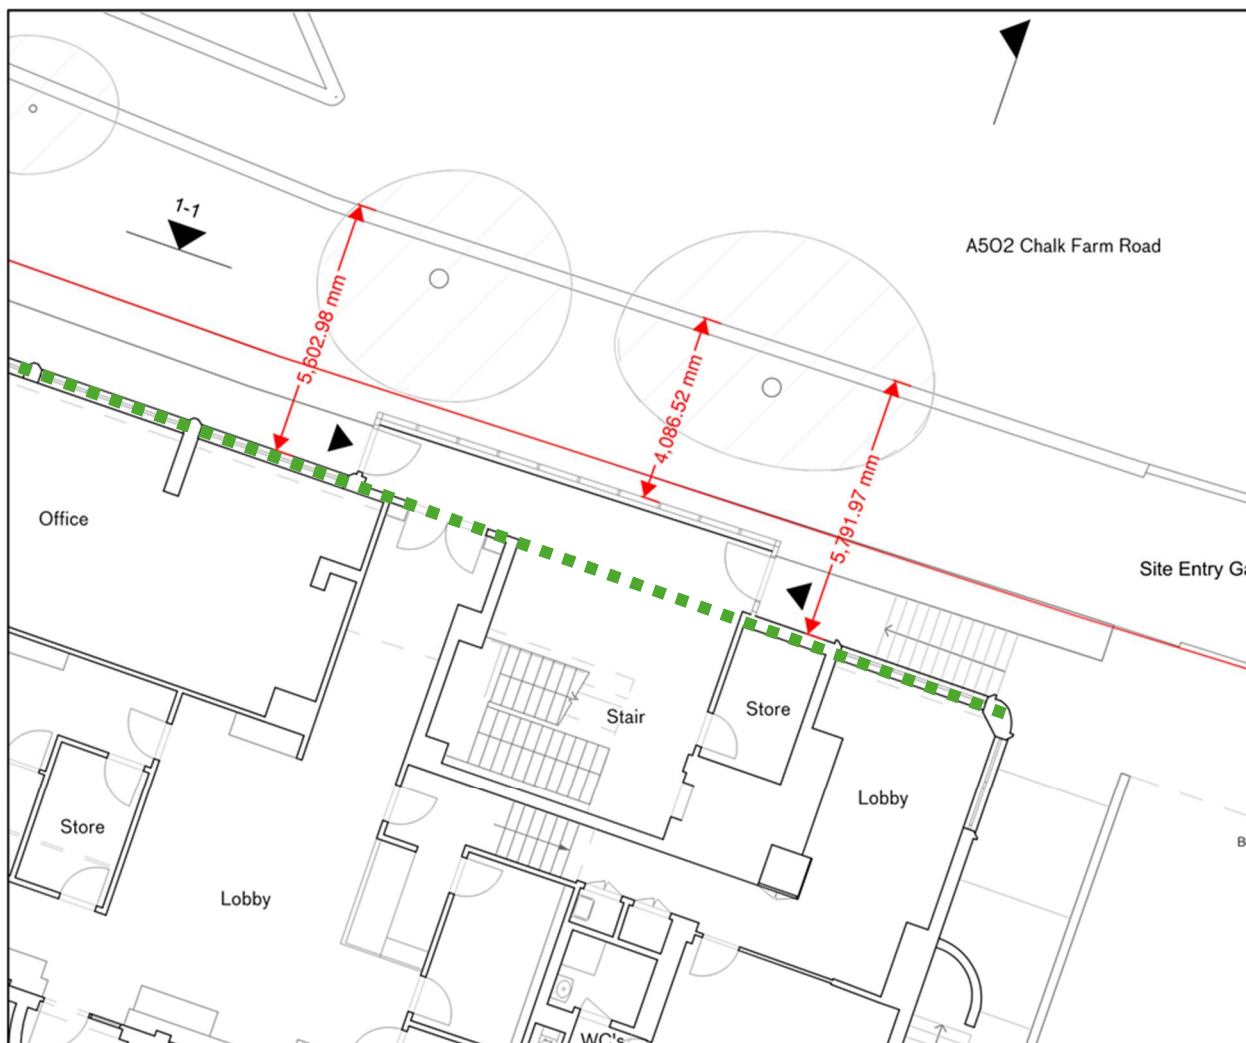 1-1
A502 Chalk Farm Road
5,602.98 mm
4,086.52 mm
5,791.97 mm
Office
Site Entry Ga
Stair
Store
Lobby
Store
B
Lobby
WC's